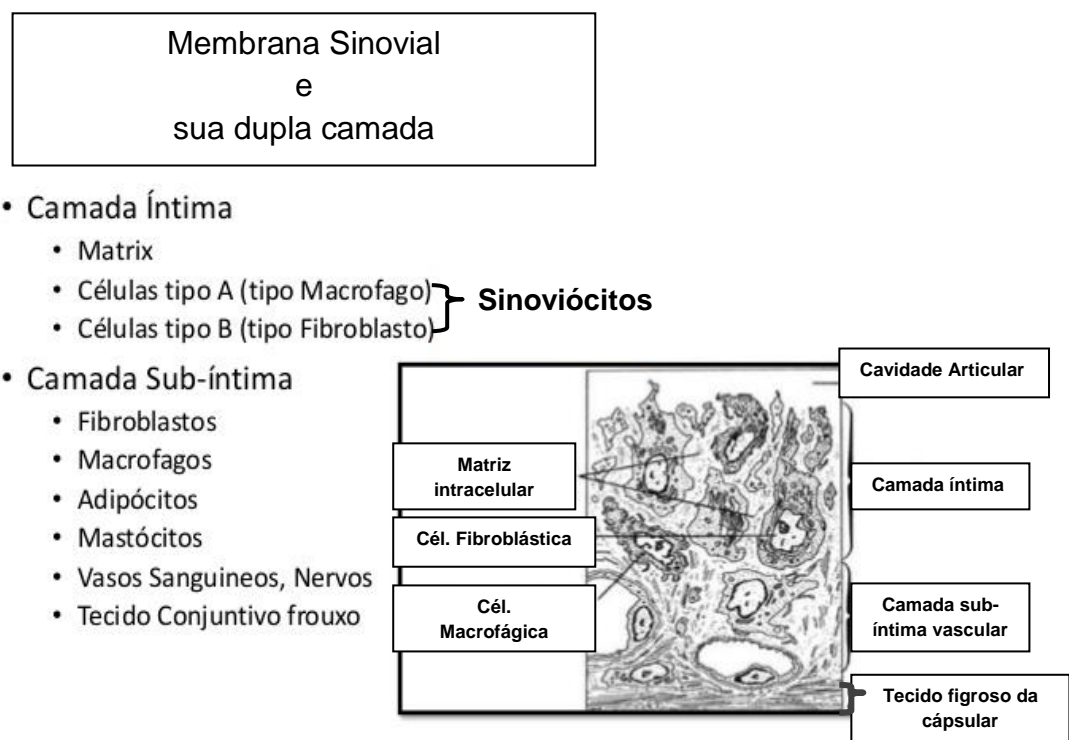 Membrana Sinovial
e
sua dupla camada
• Camada Íntima
• Matrix
• Células tipo A (tipo Macrofago)
• Células tipo B (tipo Fibroblasto)
Sinoviócitos
• Camada Sub-íntima
• Fibroblastos
• Macrofagos
• Adipócitos
• Mastócitos
• Vasos Sanguineos, Nervos
• Tecido Conjuntivo frouxo
Matriz
intracelular
Cél. Fibroblástica
Cél.
Macrofágica
Cavidade Articular
Camada íntima
Camada sub-
íntima vascular
Tecido figroso da
cápsular